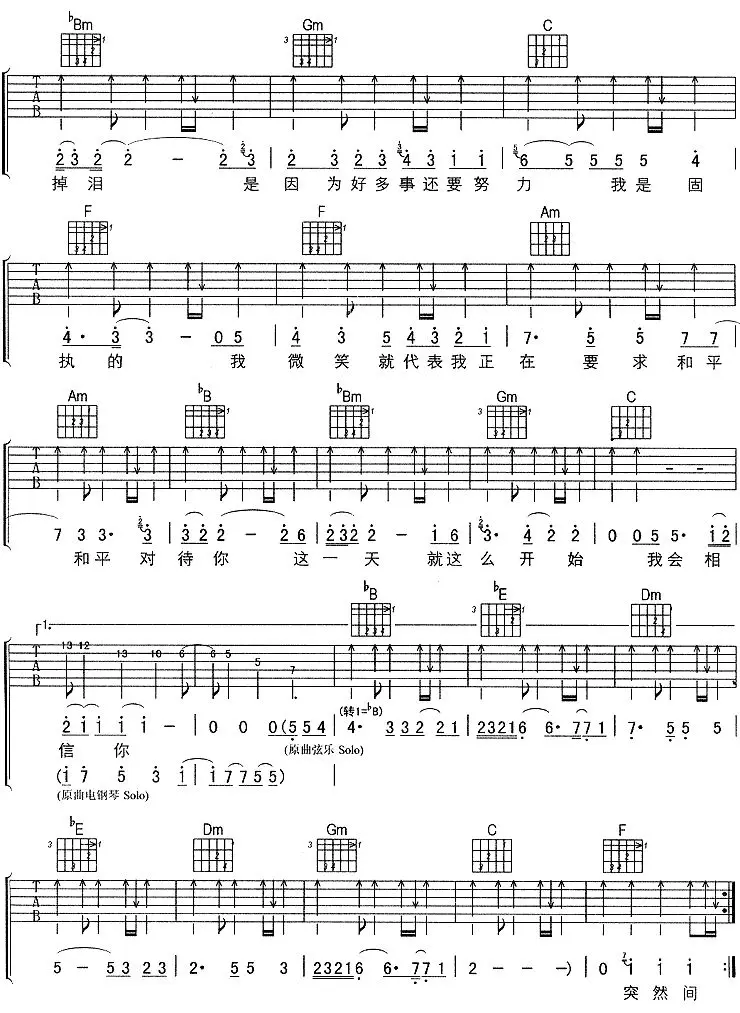 ♭Bm Gm C
T A B
2 3 2 2 － 2 3 | 2 3 2 3 4 3 1 1 | 6 5 5 5 5 4
掉泪 是因为好多事还要努力 我是固
F F Am
T A B
4· 3 3 － 0 5 | 4 3 5 4 3 2 1 | 7· 5 5 7 7
执的 我微笑就代表我正在要求和平
Am ♭B ♭Bm Gm C
T A B
7 3 3· 3 | 3 2 2 － 2 6 | 2 3 2 2 － 1 6 | 3· 4 2 2 | 0 0 5 5· 1 2
和平对待你 这一天 就这么开始 我会相
♭B ♭E Dm
1.
13 12 13 10 6 6 5 5 7
T A B
(转1=♭B)
2 1 1 1 1 － | 0 0 0 (5 5 4 | 4· 3 3 2 2 1 | 2 3 2 1 6 6· 7 7 1 | 7· 5 5 5
信你 (原曲弦乐 Solo)
(1 7 5 3 1 | 1 7 7 5 5) |
(原曲电钢琴 Solo)
♭E Dm Gm C F
T A B
5 － 5 3 2 3 | 2· 5 5 3 | 2 3 2 1 6 6· 7 7 1 | 2 － － －) | 0 1 1 1 :||
突然间